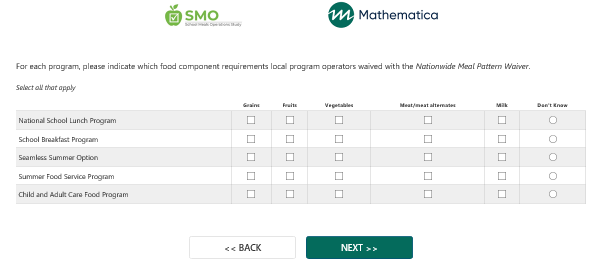 SMO
School Meals Operations Study
Mathematica
For each program, please indicate which food component requirements local program operators waived with the Nationwide Meal Pattern Waiver.
Select all that apply
Grains Fruits Vegetables Meat/meat alternates Milk Don't Know
National School Lunch Program
School Breakfast Program
Seamless Summer Option
Summer Food Service Program
Child and Adult Care Food Program
<< BACK NEXT >>